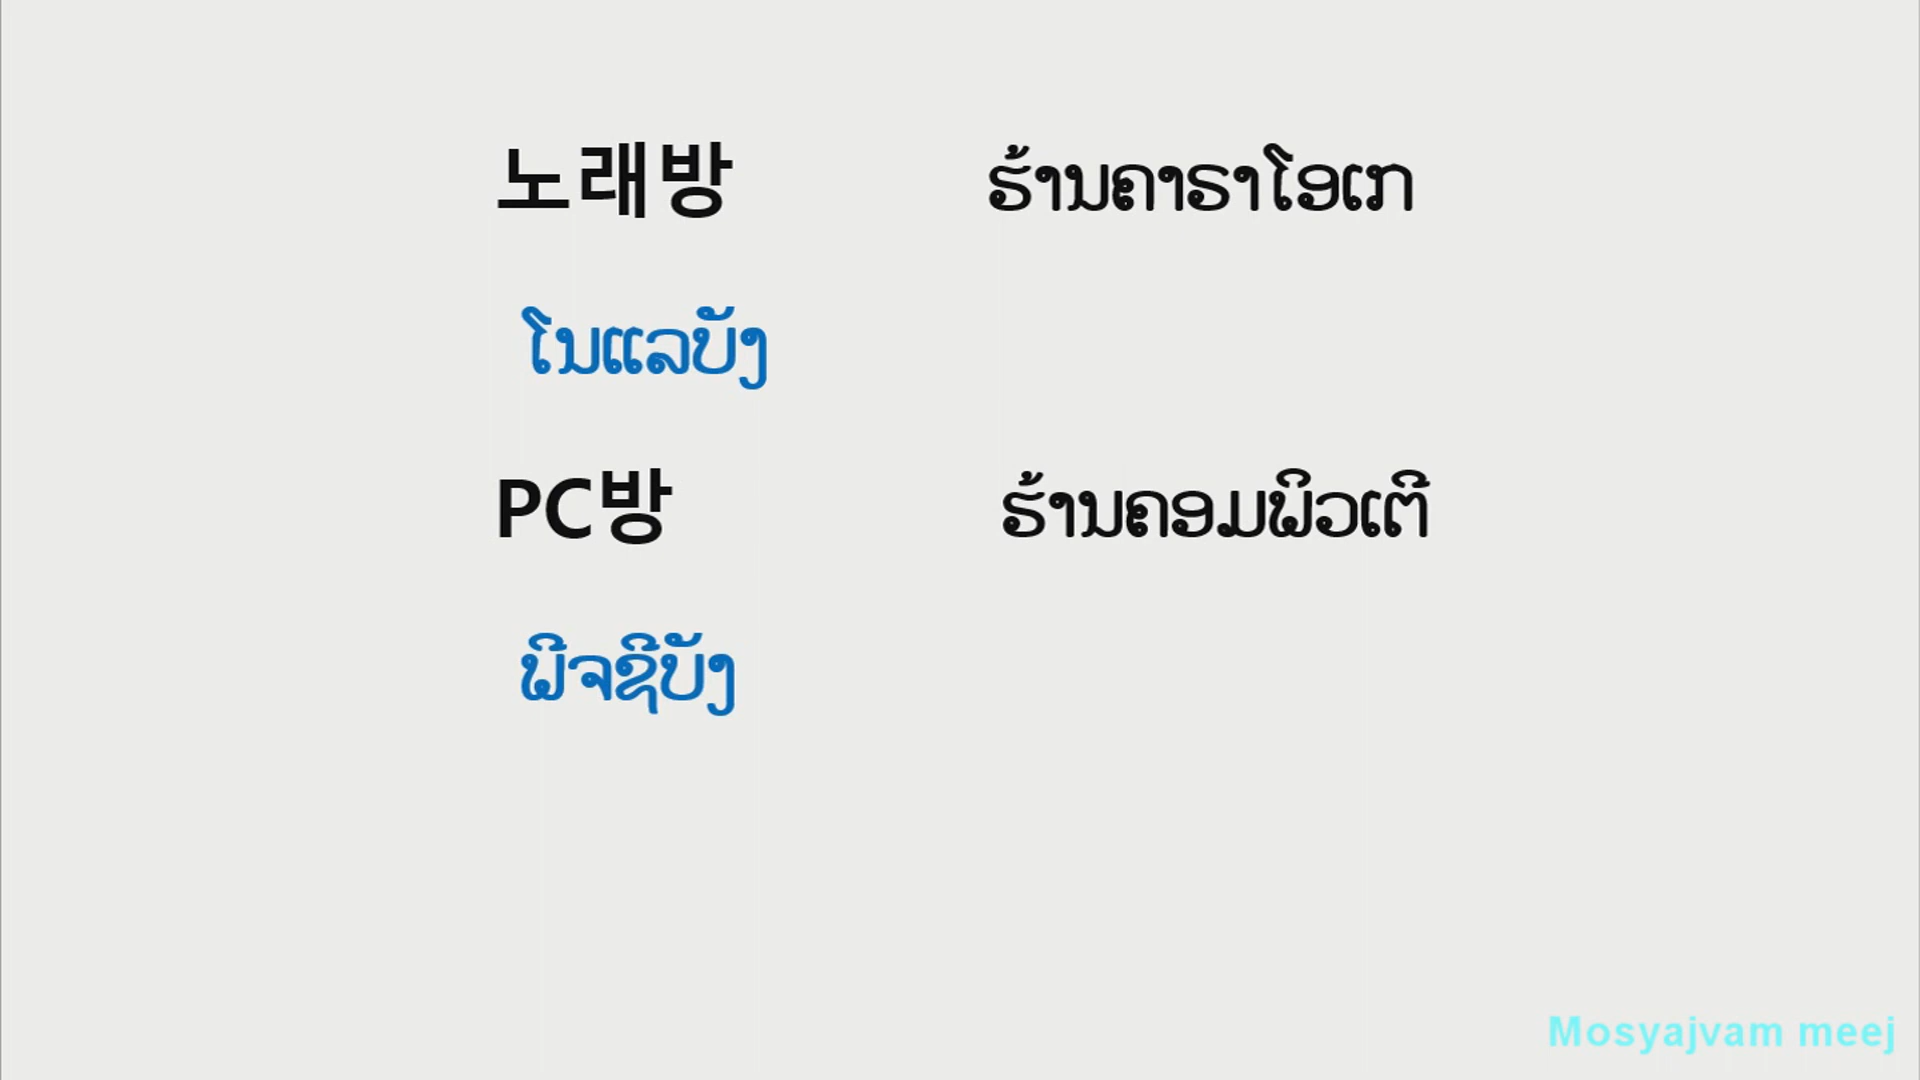 노래방 ຮ້ານຄາຣາໂອເກ
ໂນແລບັງ
PC방 ຮ້ານຄອມພິວເຕີ
ພີຈຊີບັງ
Mosyajvam meej